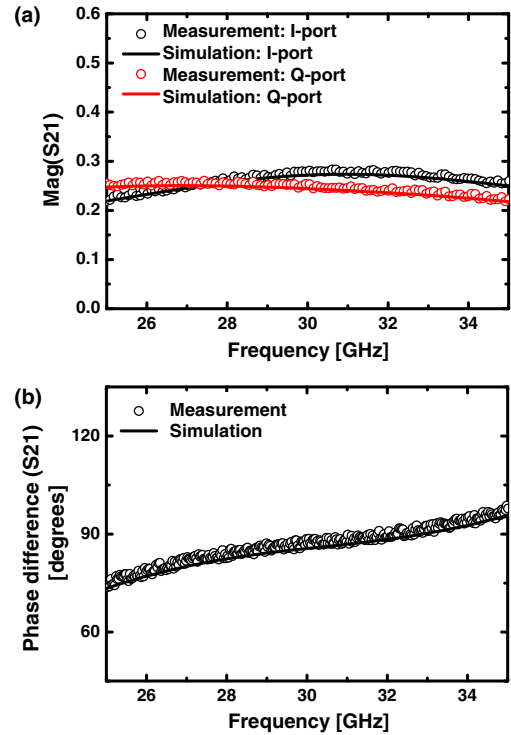 (a)
Measurement: I-port
Simulation: I-port
Measurement: Q-port
Simulation: Q-port
Mag(S21)
0.6
0.5
0.4
0.3
0.2
0.1
0.0
26 28 30 32 34
Frequency [GHz]
(b)
Measurement
Simulation
Phase difference (S21)
[degrees]
120
90
60
26 28 30 32 34
Frequency [GHz]